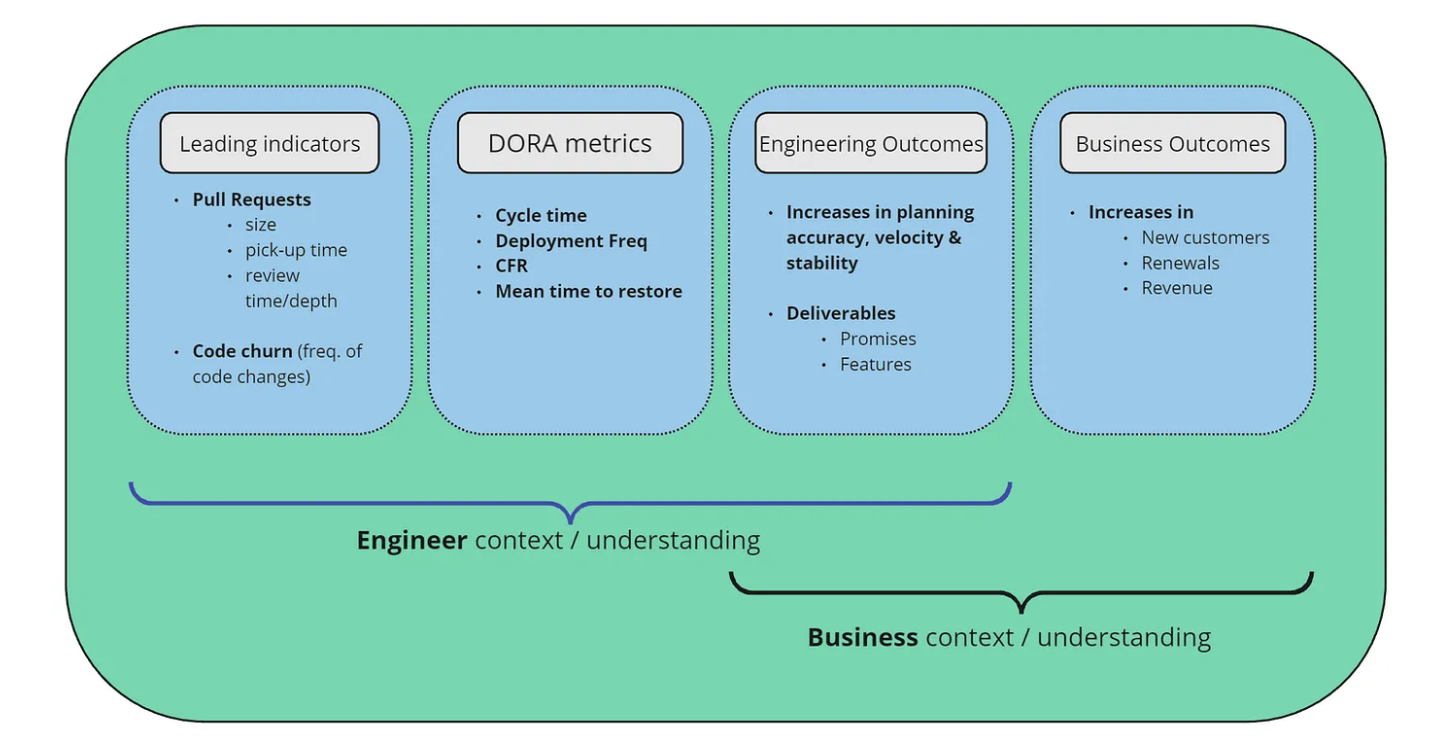 Leading indicators
• Pull Requests
• size
• pick-up time
• review
time/depth
• Code churn (freq. of
code changes)
DORA metrics
• Cycle time
• Deployment Freq
• CFR
• Mean time to restore
Engineering Outcomes
• Increases in planning
accuracy, velocity &
stability
• Deliverables
• Promises
• Features
Business Outcomes
• Increases in
• New customers
• Renewals
• Revenue
Engineer context / understanding
Business context / understanding